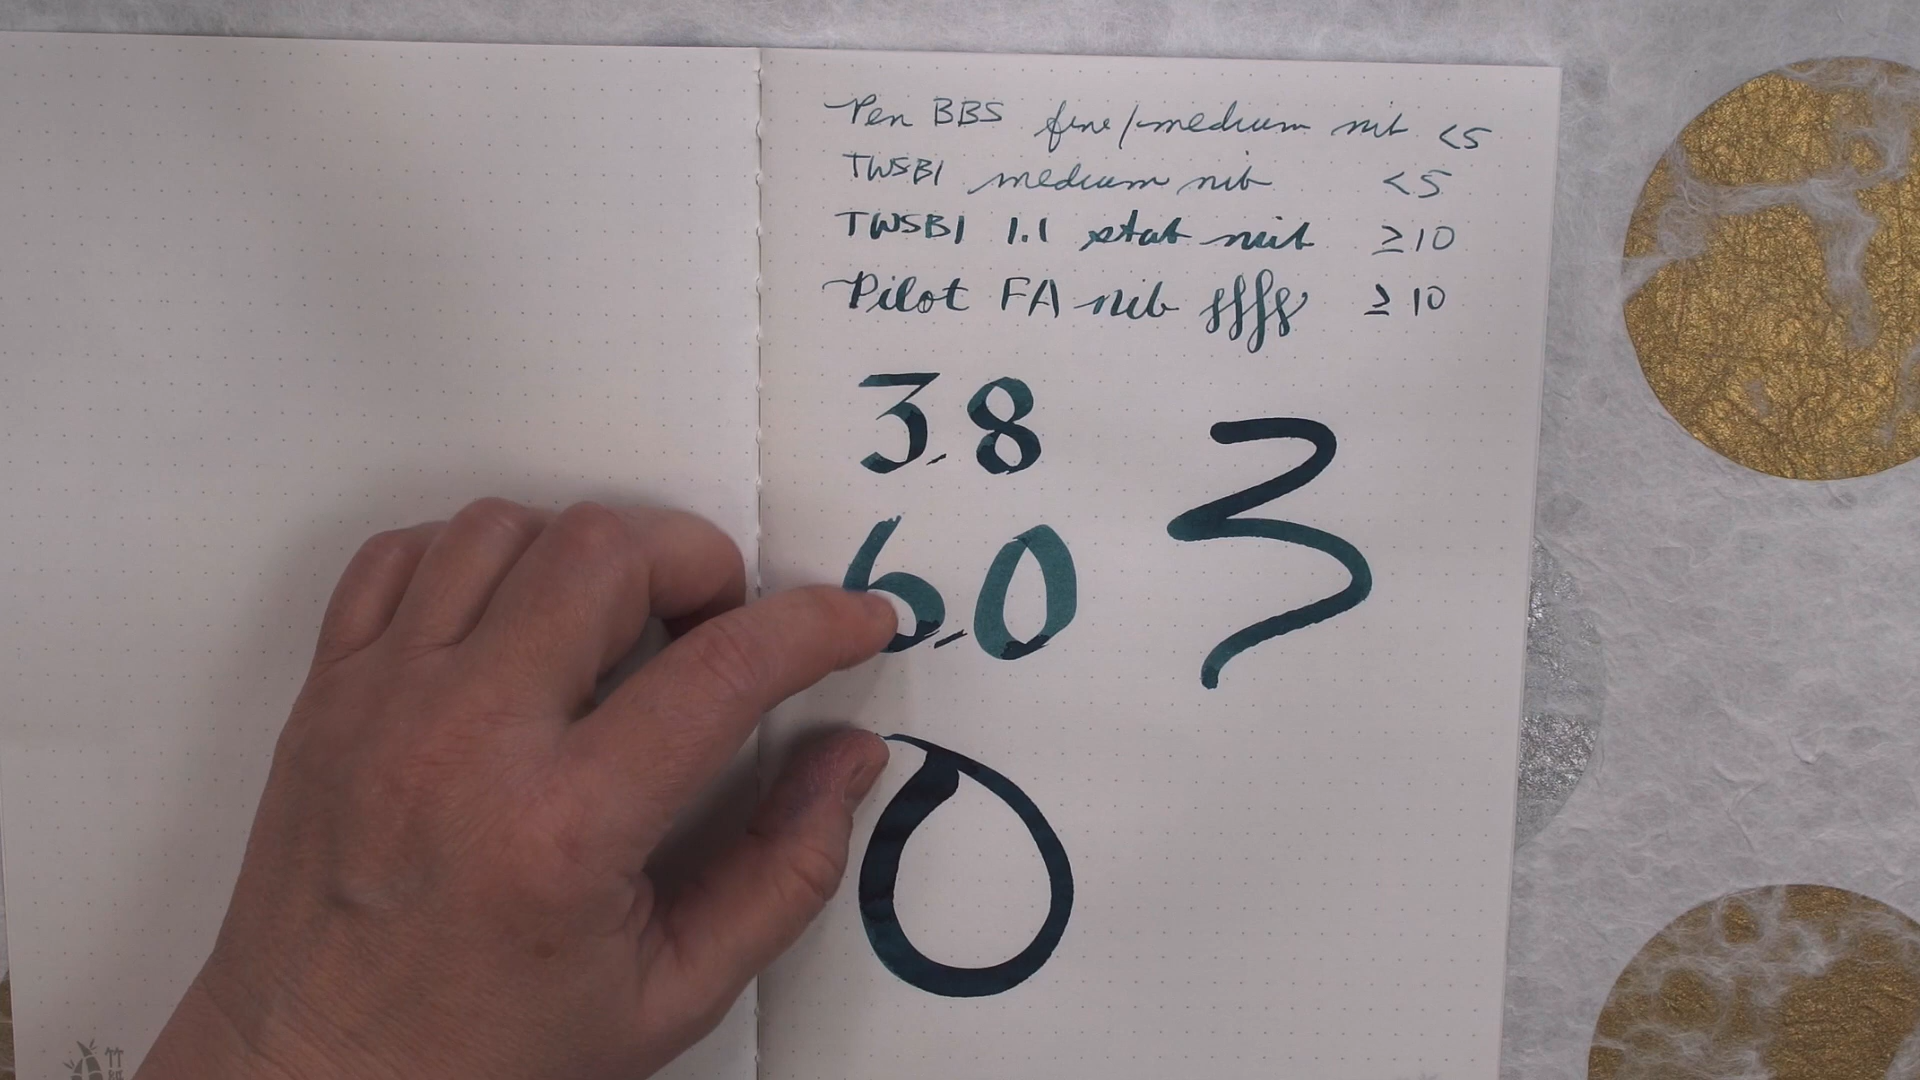 Pen BBS fine/medium nib <5
TWSBI medium nib <5
TWSBI 1.1 stub nib ≥10
Pilot FA nib ffff ≥10
3.8
6.0